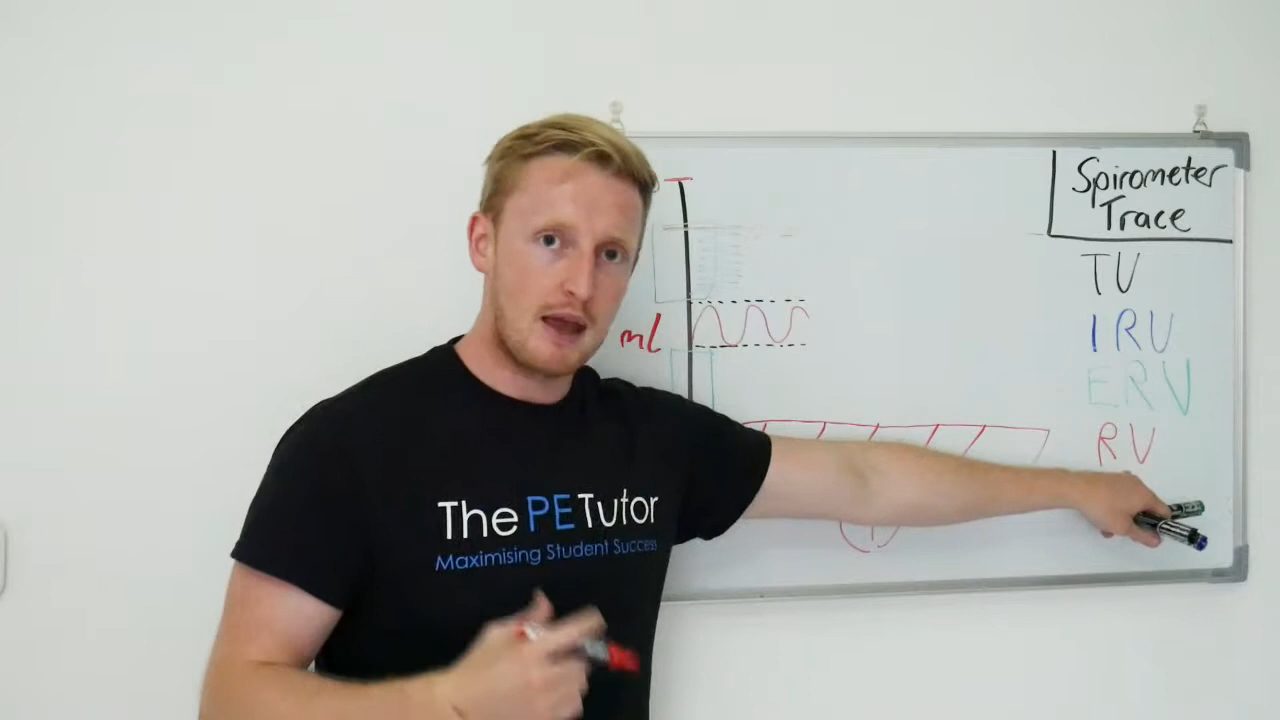 Spirometer
Trace
TV
IRV
ERV
RV
ml
The PE Tutor
Maximising Student Success